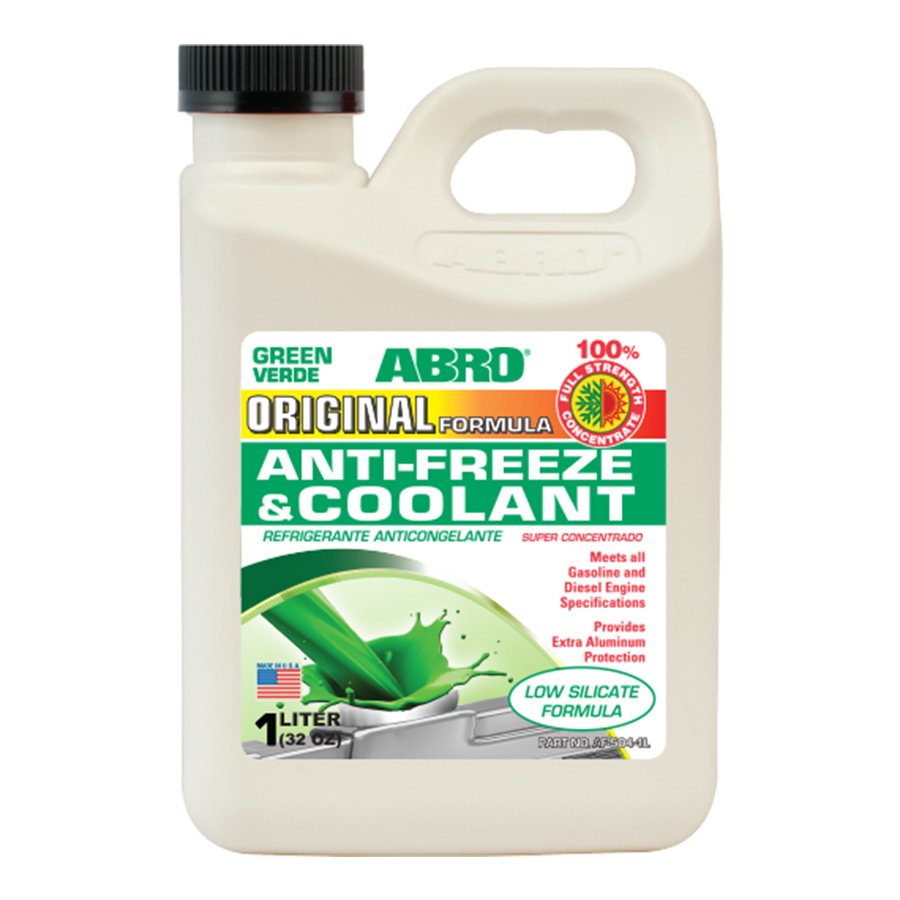 ABRO
GREEN
VERDE
ABRO®
100%
FULL STRENGTH
CONCENTRATE
ORIGINAL FORMULA
ANTI-FREEZE
&COOLANT
REFRIGERANTE ANTICONGELANTE SUPER CONCENTRADO
Meets all
Gasoline and
Diesel Engine
Specifications
Provides
Extra Aluminum
Protection
MADE IN U.S.A.
LOW SILICATE
FORMULA
1 LITER
(32 OZ)
PART NO. AF-504-1L